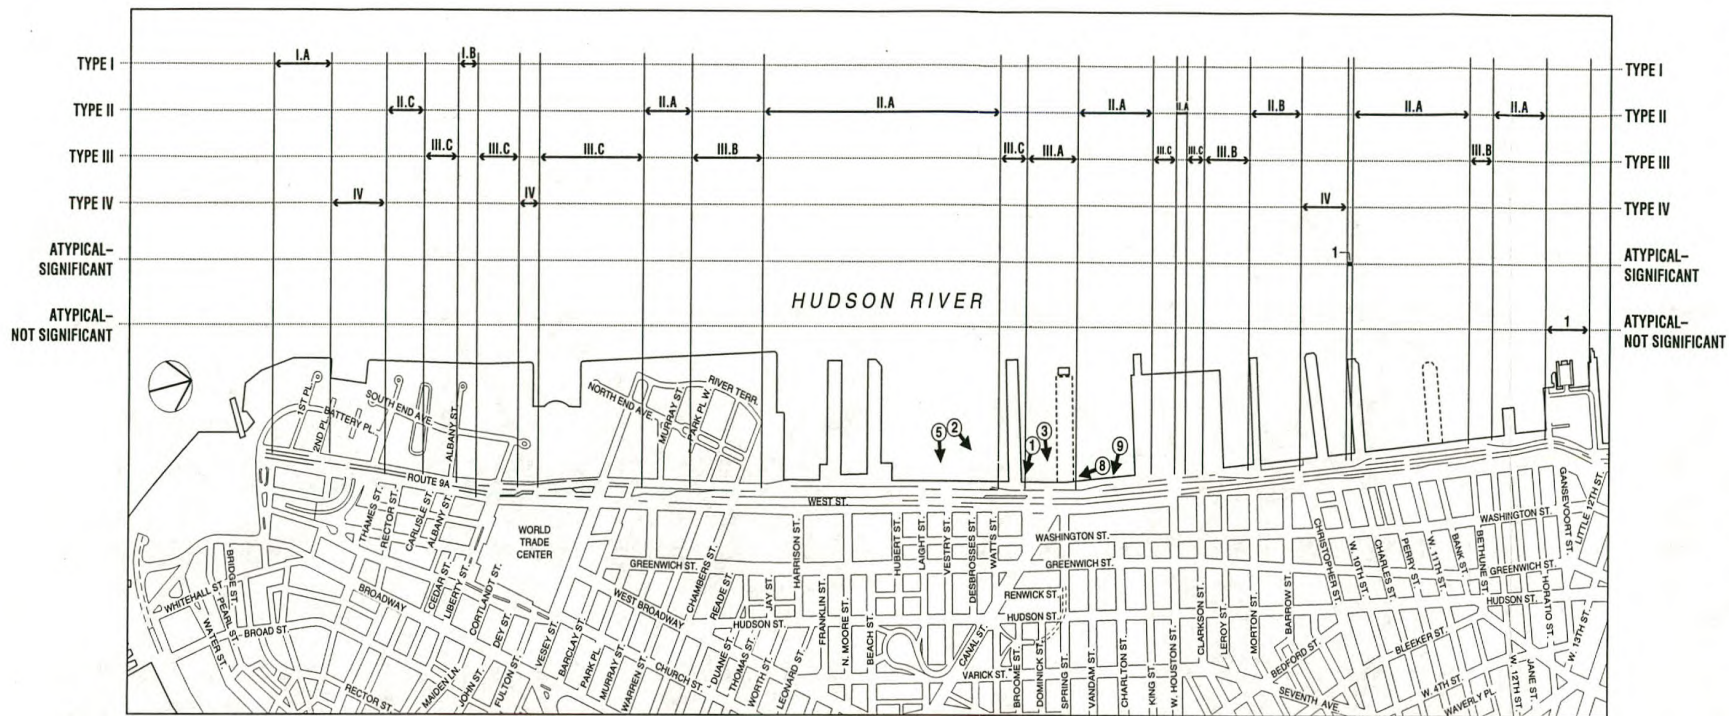 I.A
I.B
TYPE I
TYPE I
II.C
II.A
II.A
II.A
II.A
II.B
II.A
II.A
TYPE II
TYPE II
III.C
III.C
III.C
III.B
III.C
III.A
III.C
III.C
III.B
III.B
TYPE III
TYPE III
IV
IV
IV
TYPE IV
TYPE IV
ATYPICAL–
SIGNIFICANT
1
ATYPICAL–
SIGNIFICANT
HUDSON RIVER
ATYPICAL–
NOT SIGNIFICANT
1
ATYPICAL–
NOT SIGNIFICANT
1ST PL.
2ND PL.
BATTERY PL.
SOUTH END AVE.
ALBANY ST.
NORTH END AVE.
MURRAY ST.
PARK PL. W.
RIVER TERR.
5
2
1
3
8
9
ROUTE 9A
WEST ST.
THAMES ST.
RECTOR ST.
CARLISLE ST.
ALBANY ST.
WORLD
TRADE
CENTER
CEDAR ST.
LIBERTY ST.
CORTLANDT ST.
DEY ST.
FULTON ST.
JOHN ST.
MAIDEN LN.
VESEY ST.
BARCLAY ST.
PARK PL.
MURRAY ST.
WARREN ST.
CHAMBERS ST.
READE ST.
DUANE ST.
THOMAS ST.
WORTH ST.
LEONARD ST.
JAY ST.
HARRISON ST.
FRANKLIN ST.
N. MOORE ST.
BEACH ST.
HUBERT ST.
LAIGHT ST.
VESTRY ST.
DESBROSSES ST.
WATTS ST.
CANAL ST.
GREENWICH ST.
WEST BROADWAY
HUDSON ST.
CHURCH ST.
VARICK ST.
WASHINGTON ST.
GREENWICH ST.
RENWICK ST.
HUDSON ST.
BROOME ST.
DOMINICK ST.
SPRING ST.
VANDAM ST.
CHARLTON ST.
KING ST.
W. HOUSTON ST.
CLARKSON ST.
LEROY ST.
MORTON ST.
BARROW ST.
CHRISTOPHER ST.
W. 10TH ST.
CHARLES ST.
PERRY ST.
W. 11TH ST.
BANK ST.
BETHUNE ST.
WASHINGTON ST.
GREENWICH ST.
HUDSON ST.
GANSEVOORT ST.
LITTLE 12TH ST.
HORATIO ST.
W. 13TH ST.
JANE ST.
W. 12TH ST.
BLEEKER ST.
BEDFORD ST.
SEVENTH AVE.
W. 4TH ST.
WAVERLY PL.
WHITEHALL ST.
BRIDGE ST.
PEARL ST.
WATER ST.
BROAD ST.
BROADWAY
RECTOR ST.